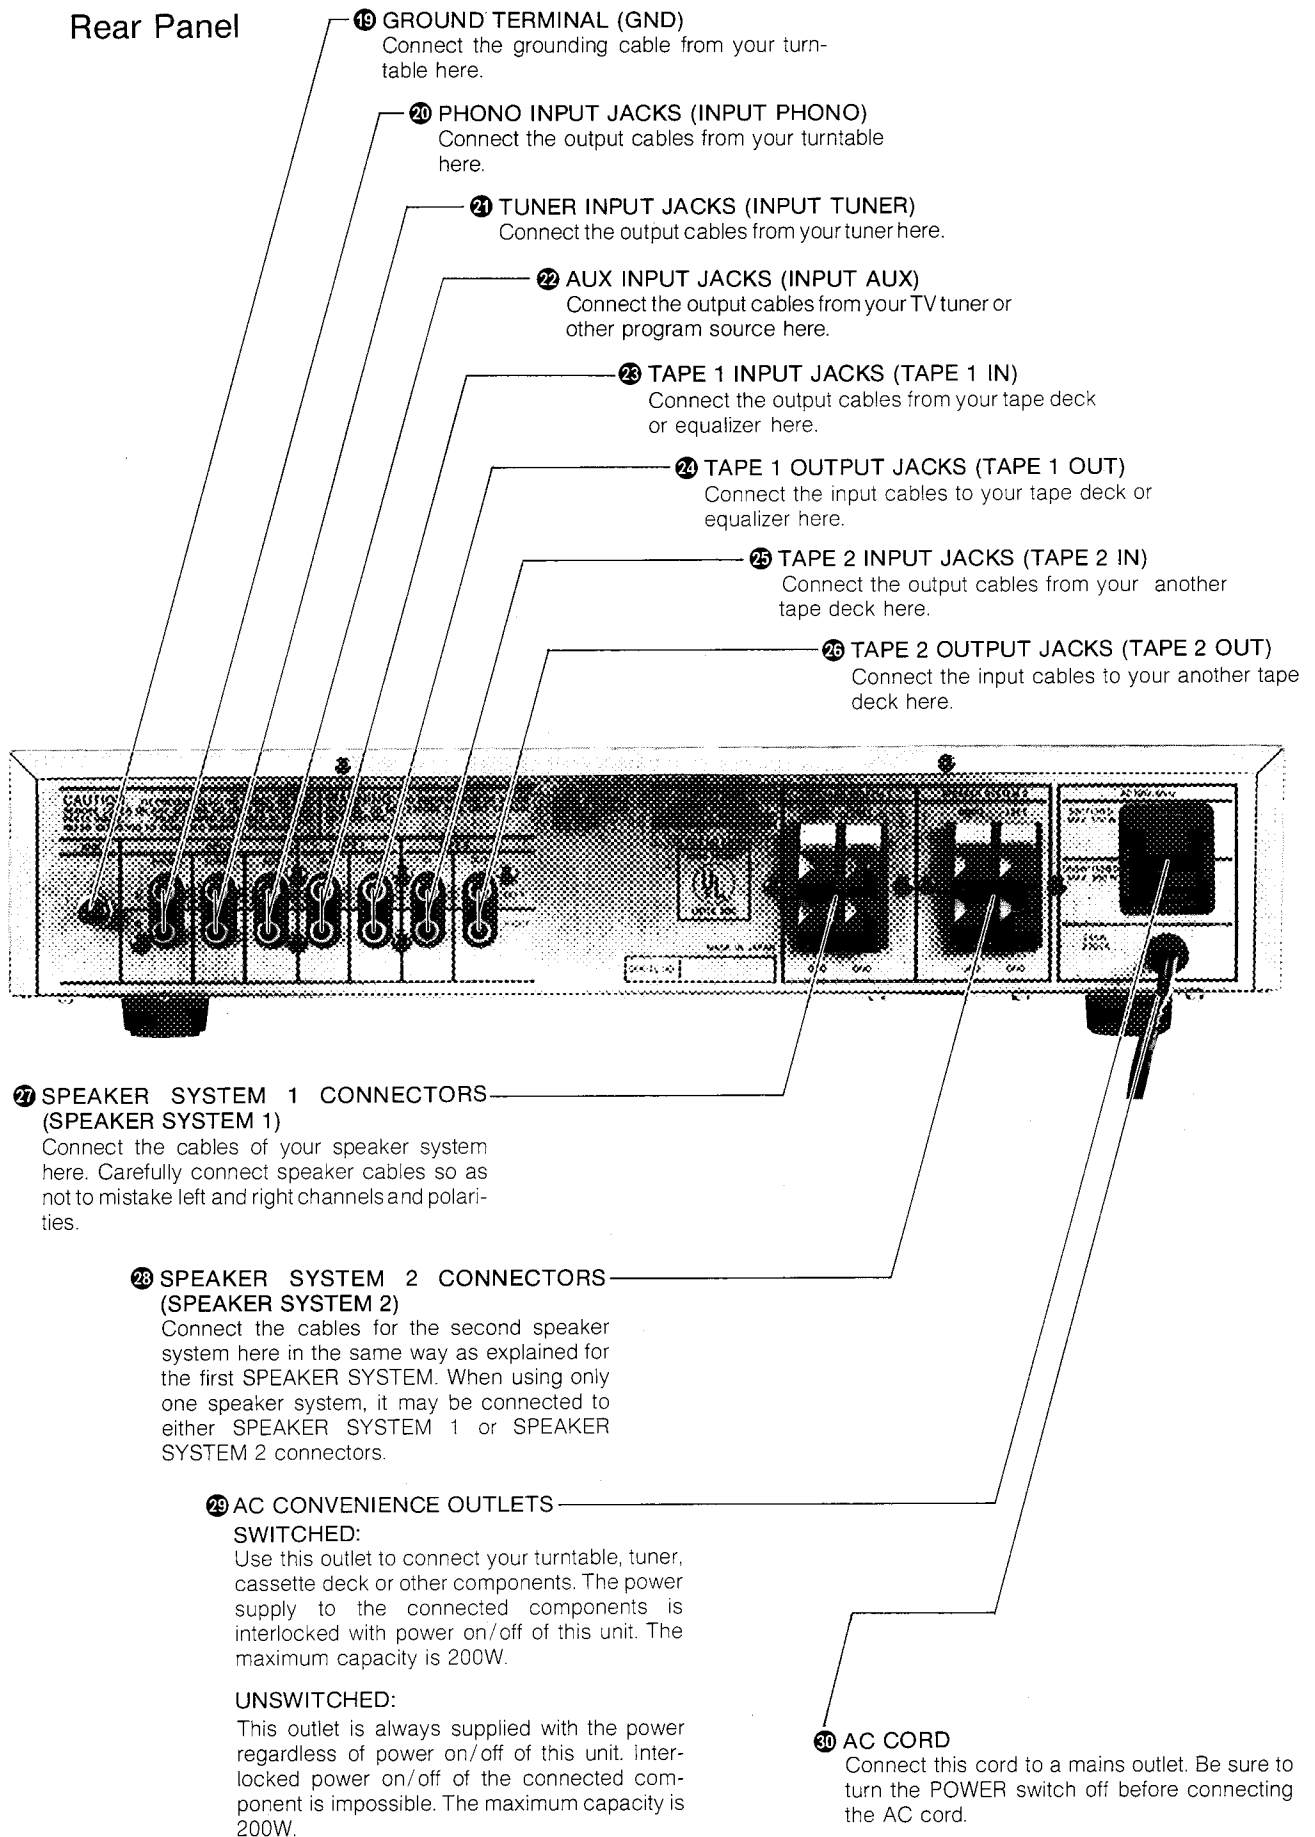 Rear Panel
19 GROUND TERMINAL (GND)
Connect the grounding cable from your turn-
table here.
20 PHONO INPUT JACKS (INPUT PHONO)
Connect the output cables from your turntable
here.
21 TUNER INPUT JACKS (INPUT TUNER)
Connect the output cables from your tuner here.
22 AUX INPUT JACKS (INPUT AUX)
Connect the output cables from your TV tuner or
other program source here.
23 TAPE 1 INPUT JACKS (TAPE 1 IN)
Connect the output cables from your tape deck
or equalizer here.
24 TAPE 1 OUTPUT JACKS (TAPE 1 OUT)
Connect the input cables to your tape deck or
equalizer here.
25 TAPE 2 INPUT JACKS (TAPE 2 IN)
Connect the output cables from your another
tape deck here.
26 TAPE 2 OUTPUT JACKS (TAPE 2 OUT)
Connect the input cables to your another tape
deck here.
CAUTION
UL
MADE IN JAPAN
SERIAL NO.
27 SPEAKER SYSTEM 1 CONNECTORS
(SPEAKER SYSTEM 1)
Connect the cables of your speaker system
here. Carefully connect speaker cables so as
not to mistake left and right channels and polari-
ties.
28 SPEAKER SYSTEM 2 CONNECTORS
(SPEAKER SYSTEM 2)
Connect the cables for the second speaker
system here in the same way as explained for
the first SPEAKER SYSTEM. When using only
one speaker system, it may be connected to
either SPEAKER SYSTEM 1 or SPEAKER
SYSTEM 2 connectors.
29 AC CONVENIENCE OUTLETS
SWITCHED:
Use this outlet to connect your turntable, tuner,
cassette deck or other components. The power
supply to the connected components is
interlocked with power on/off of this unit. The
maximum capacity is 200W.
UNSWITCHED:
This outlet is always supplied with the power
regardless of power on/off of this unit. Inter-
locked power on/off of the connected com-
ponent is impossible. The maximum capacity is
200W.
30 AC CORD
Connect this cord to a mains outlet. Be sure to
turn the POWER switch off before connecting
the AC cord.